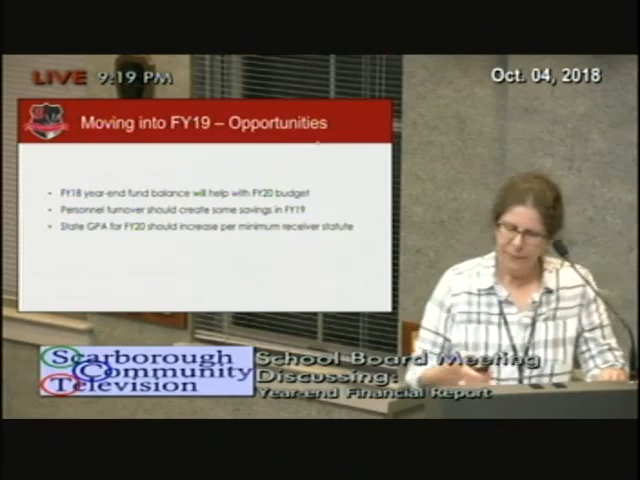 LIVE 9:19 PM
Oct. 04, 2018
Moving into FY19 – Opportunities
• FY18 year-end fund balance will help with FY20 budget
• Personnel turnover should create some savings in FY19
• State GPA for FY20 should increase per minimum receiver statute
Scarborough
Community
Television
School Board Meeting
Discussing:
Year-end Financial Report